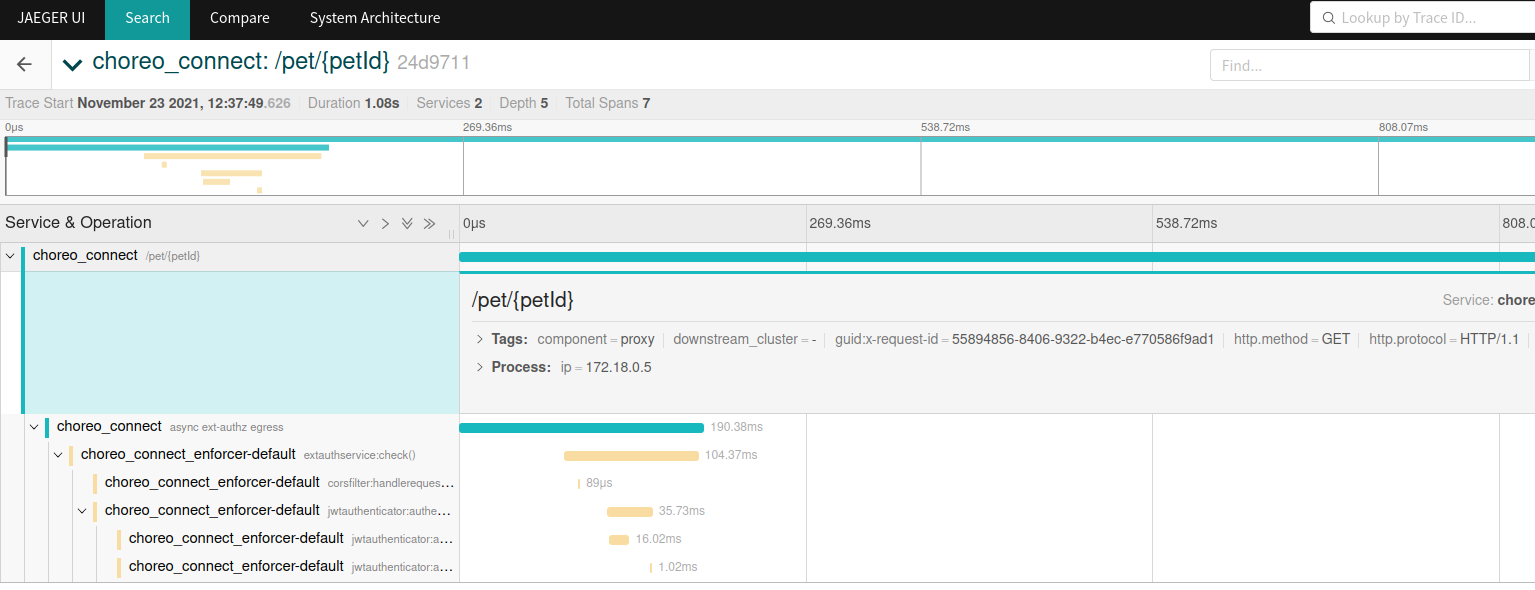 JAEGER UI Search Compare System Architecture Lookup by Trace ID...
choreo_connect: /pet/{petId} 24d9711 Find...
Trace Start November 23 2021, 12:37:49.626 Duration 1.08s Services 2 Depth 5 Total Spans 7
0μs 269.36ms 538.72ms 808.07ms
Service & Operation 0μs 269.36ms 538.72ms 808.0
choreo_connect /pet/{petId}
/pet/{petId} Service: chore
Tags: component = proxy downstream_cluster = - guid:x-request-id = 55894856-8406-9322-b4ec-e770586f9ad1 http.method = GET http.protocol = HTTP/1.1
Process: ip = 172.18.0.5
choreo_connect async ext-authz egress 190.38ms
choreo_connect_enforcer-default extauthservice:check() 104.37ms
choreo_connect_enforcer-default corsfilter:handlereques… 89μs
choreo_connect_enforcer-default jwtauthenticator:authe… 35.73ms
choreo_connect_enforcer-default jwtauthenticator:a… 16.02ms
choreo_connect_enforcer-default jwtauthenticator:a… 1.02ms